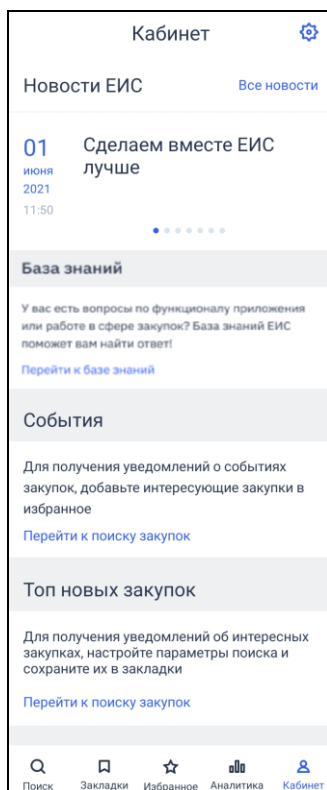 Кабинет
Новости ЕИС
Все новости
01
июня
2021
11:50
Сделаем вместе ЕИС
лучше
База знаний
У вас есть вопросы по функционалу приложения
или работе в сфере закупок? База знаний ЕИС
поможет вам найти ответ!
Перейти к базе знаний
События
Для получения уведомлений о событиях
закупок, добавьте интересующие закупки в
избранное
Перейти к поиску закупок
Топ новых закупок
Для получения уведомлений об интересных
закупках, настройте параметры поиска и
сохраните их в закладки
Перейти к поиску закупок
Поиск
Закладки
Избранное
Аналитика
Кабинет